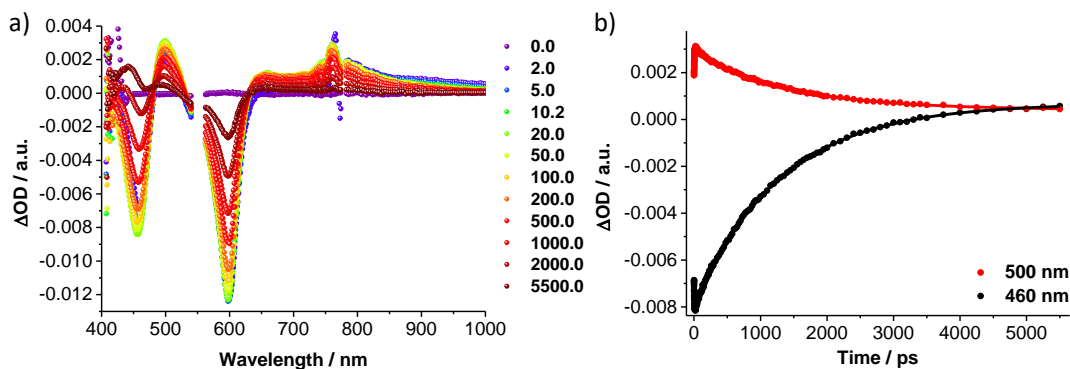 a)
ΔOD / a.u.
0.004
0.002
0.000
-0.002
-0.004
-0.006
-0.008
-0.010
-0.012
400 500 600 700 800 900 1000
Wavelength / nm
0.0
2.0
5.0
10.2
20.0
50.0
100.0
200.0
500.0
1000.0
2000.0
5500.0
b)
ΔOD / a.u.
0.002
0.000
-0.002
-0.004
-0.006
-0.008
500 nm
460 nm
0 1000 2000 3000 4000 5000
Time / ps